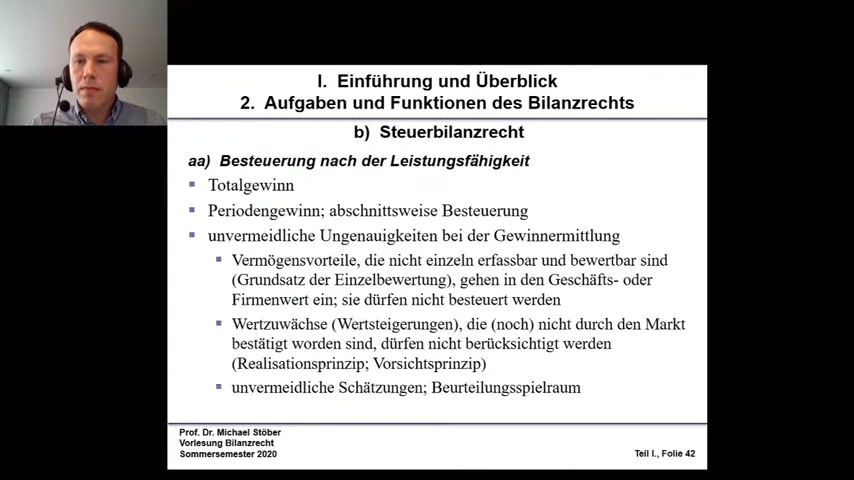 I. Einführung und Überblick
2. Aufgaben und Funktionen des Bilanzrechts
b) Steuerbilanzrecht
aa) Besteuerung nach der Leistungsfähigkeit
Totalgewinn
Periodengewinn; abschnittsweise Besteuerung
unvermeidliche Ungenauigkeiten bei der Gewinnermittlung
Vermögensvorteile, die nicht einzeln erfassbar und bewertbar sind
(Grundsatz der Einzelbewertung), gehen in den Geschäfts- oder
Firmenwert ein; sie dürfen nicht besteuert werden
Wertzuwächse (Wertsteigerungen), die (noch) nicht durch den Markt
bestätigt worden sind, dürfen nicht berücksichtigt werden
(Realisationsprinzip; Vorsichtsprinzip)
unvermeidliche Schätzungen; Beurteilungsspielraum
Prof. Dr. Michael Stöber
Vorlesung Bilanzrecht
Sommersemester 2020
Teil I., Folie 42